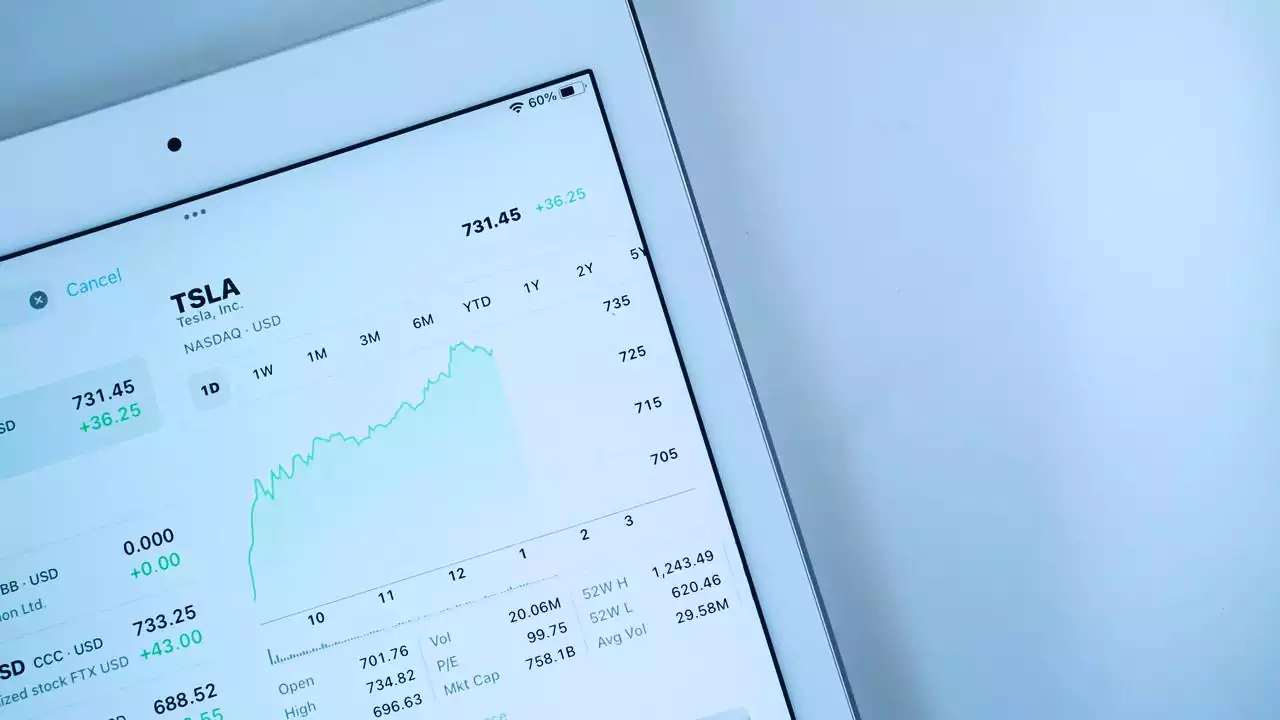 60%
731.45 +36.25
Cancel
TSLA
Tesla, Inc.
NASDAQ · USD
1D 1W 1M 3M 6M YTD 1Y 2Y 5Y
735
725
715
705
10 11 12 1 2 3
SD 731.45
+36.25
BB · USD 0.000
+0.00
ion Ltd.
SD CCC · USD 733.25
ized stock FTX USD +43.00
688.52
Open 701.76
High 734.82
696.63
Vol 20.06M
P/E 99.75
Mkt Cap 758.1B
52W H 1,243.49
52W L 620.46
Avg Vol 29.58M